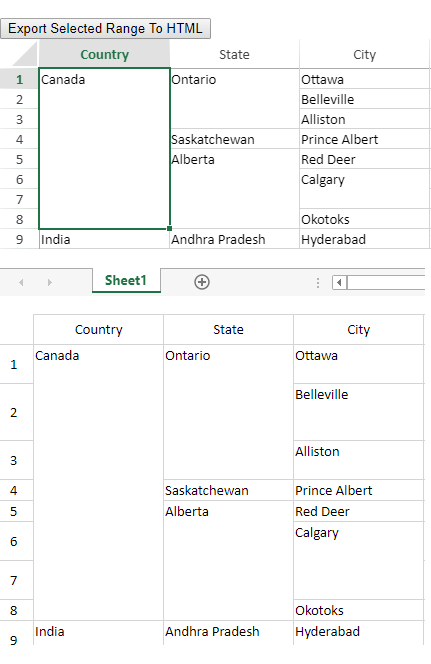 Export Selected Range To HTML
Country State City
1 Canada Ontario Ottawa
2 Belleville
3 Alliston
4 Saskatchewan Prince Albert
5 Alberta Red Deer
6 Calgary
7
8 Okotoks
9 India Andhra Pradesh Hyderabad
Sheet1
Country State City
1 Canada Ontario Ottawa
2 Belleville
3 Alliston
4 Saskatchewan Prince Albert
5 Alberta Red Deer
6 Calgary
7
8 Okotoks
9 India Andhra Pradesh Hyderabad